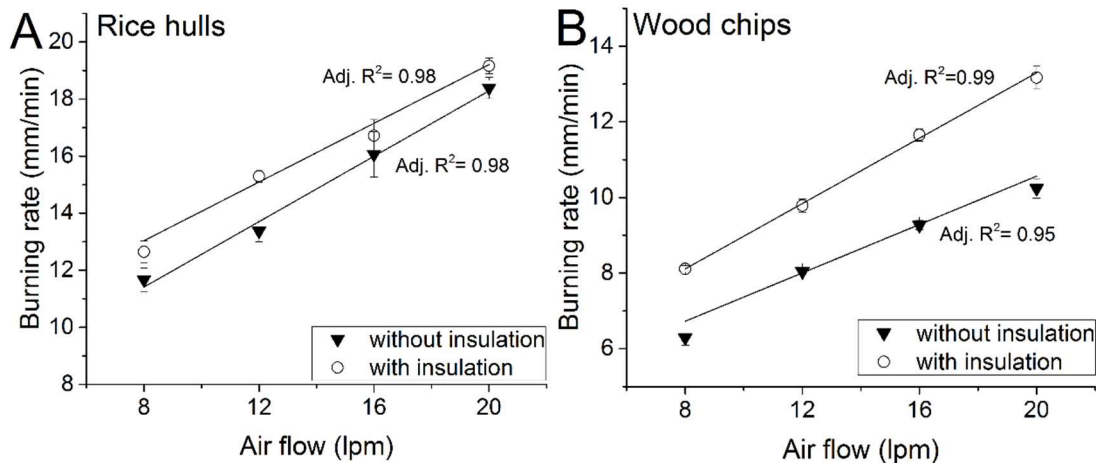 A
Rice hulls
Burning rate (mm/min)
20
18
16
14
12
10
8
Adj. R²= 0.98
Adj. R²= 0.98
without insulation
with insulation
8 12 16 20
Air flow (lpm)
B
Wood chips
Burning rate (mm/min)
14
12
10
8
6
Adj. R²=0.99
Adj. R²= 0.95
without insulation
with insulation
8 12 16 20
Air flow (lpm)